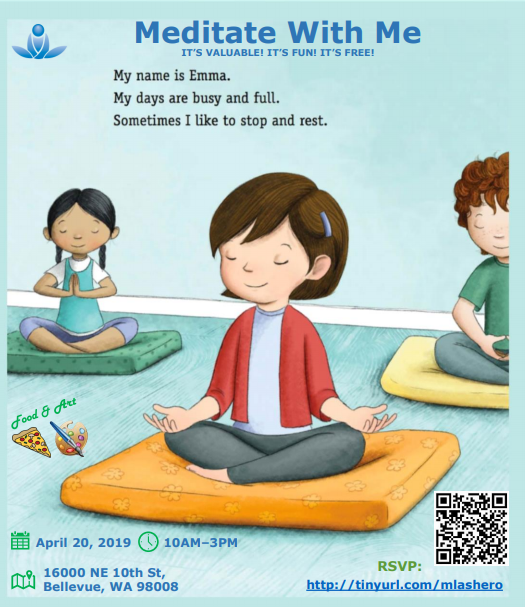 Meditate With Me
IT'S VALUABLE! IT'S FUN! IT'S FREE!
My name is Emma.
My days are busy and full.
Sometimes I like to stop and rest.
Food & Art
April 20, 2019 10AM–3PM
16000 NE 10th St,
Bellevue, WA 98008
RSVP:
http://tinyurl.com/mlashero